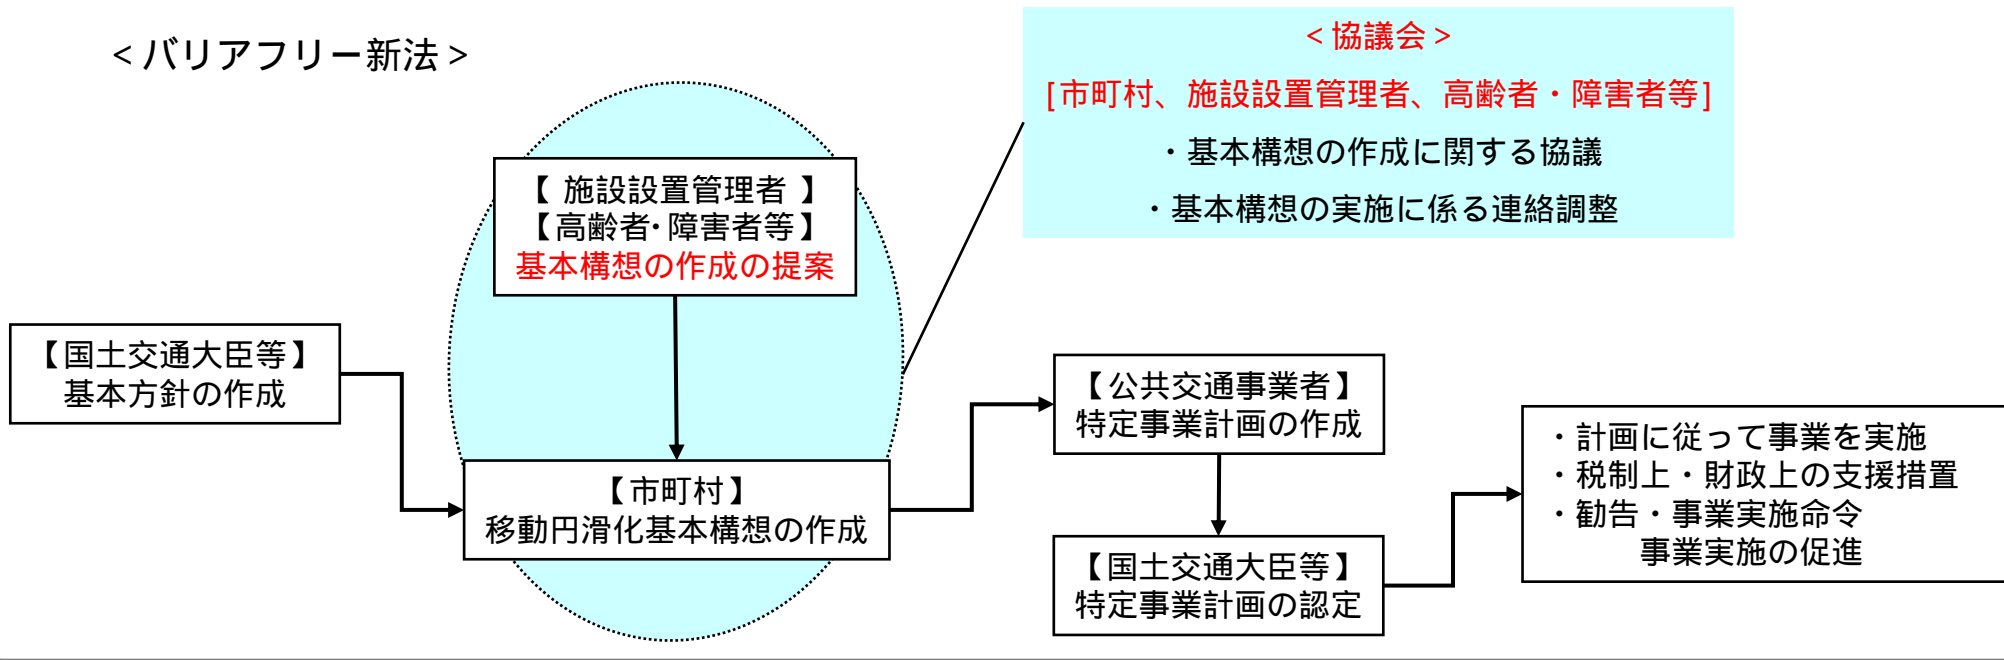 ＜バリアフリー新法＞
＜協議会＞
[市町村、施設設置管理者、高齢者・障害者等]
・基本構想の作成に関する協議
・基本構想の実施に係る連絡調整
【 施設設置管理者 】
【高齢者・障害者等】
基本構想の作成の提案
【国土交通大臣等】
基本方針の作成
【市町村】
移動円滑化基本構想の作成
【公共交通事業者】
特定事業計画の作成
【国土交通大臣等】
特定事業計画の認定
・計画に従って事業を実施
・税制上・財政上の支援措置
・勧告・事業実施命令
事業実施の促進